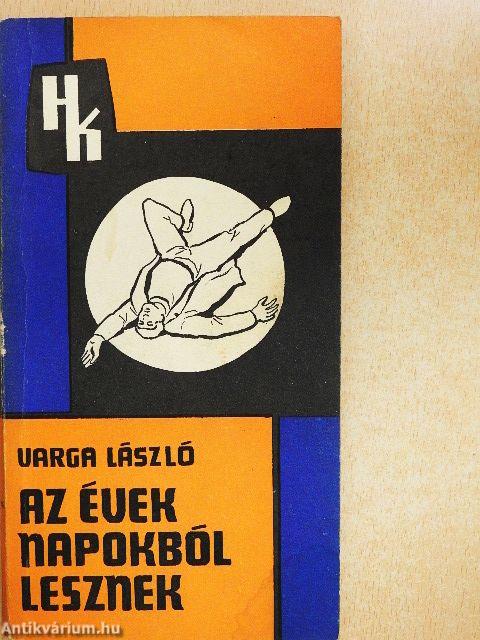 HK
VARGA LÁSZLÓ
AZ ÉVEK
NAPOKBÓL
LESZNEK
Antikvárium.hu